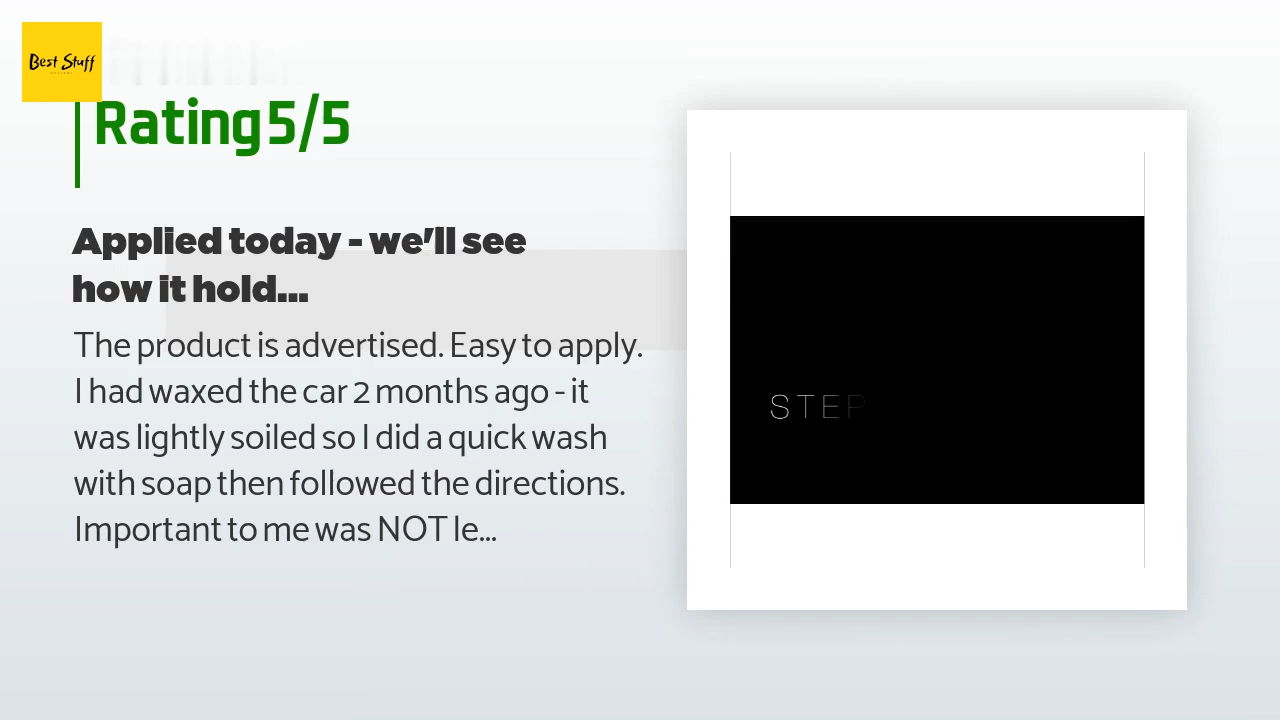 Best Stuff
Rating 5/5
Applied today - we'll see
how it hold...
The product is advertised. Easy to apply.
I had waxed the car 2 months ago - it
was lightly soiled so I did a quick wash
with soap then followed the directions.
Important to me was NOT le...
STEP